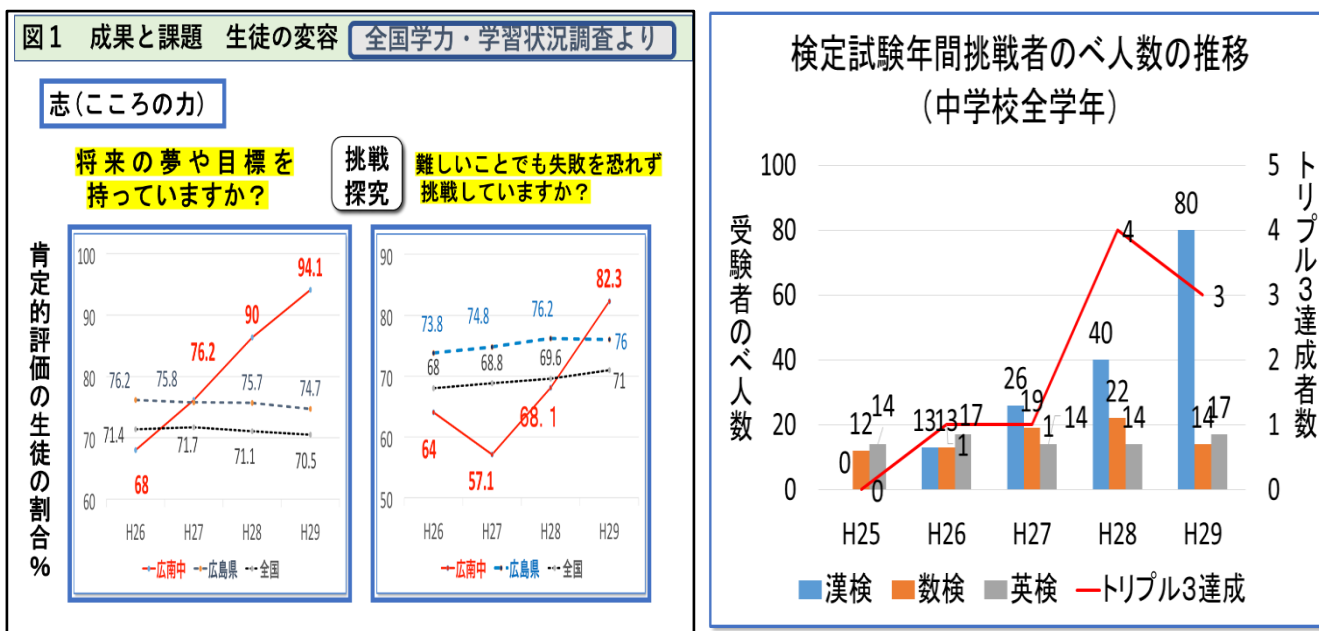 図1 成果と課題 生徒の変容 全国学力・学習状況調査より
志(こころの力)
将来の夢や目標を
持っていますか？
挑戦
探究
難しいことでも失敗を恐れず
挑戦していますか？
肯定的評価の生徒の割合%
100
90
80
70
60
94.1
90
76.2
68
76.2
75.8
75.7
74.7
71.4
71.7
71.1
70.5
H26
H27
H28
H29
広南中
広島県
全国
90
80
70
60
50
82.3
73.8
74.8
76.2
76
68
68.8
69.6
71
64
57.1
68.1
H26
H27
H28
H29
広南中
広島県
全国
検定試験年間挑戦者のべ人数の推移
(中学校全学年)
受験者のべ人数
トリプル3達成者数
100
80
60
40
20
0
5
4
3
2
1
0
0
12
14
0
13
13
17
1
26
19
14
1
40
22
14
4
80
14
17
3
H25
H26
H27
H28
H29
漢検
数検
英検
トリプル3達成